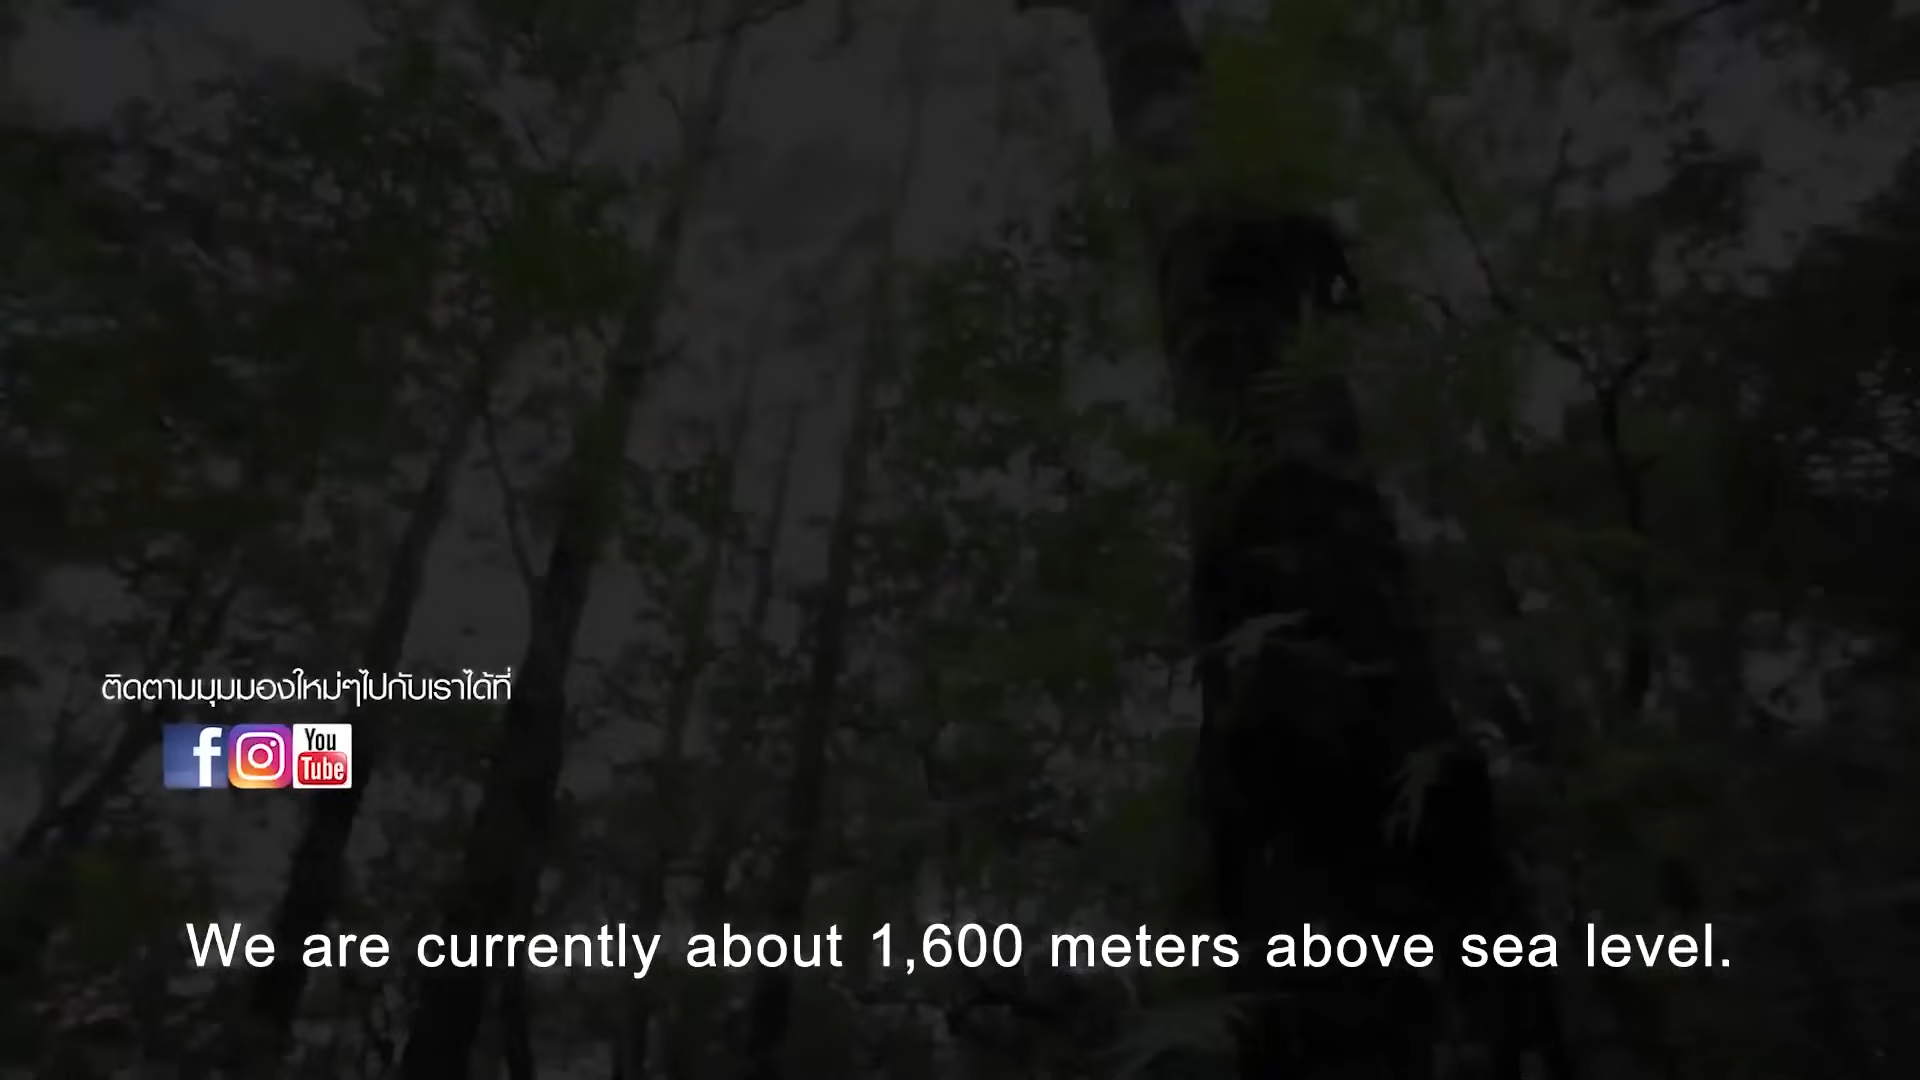 ติดตามมุมมองใหม่ๆไปกับเราได้ที่
f
You
Tube
We are currently about 1,600 meters above sea level.